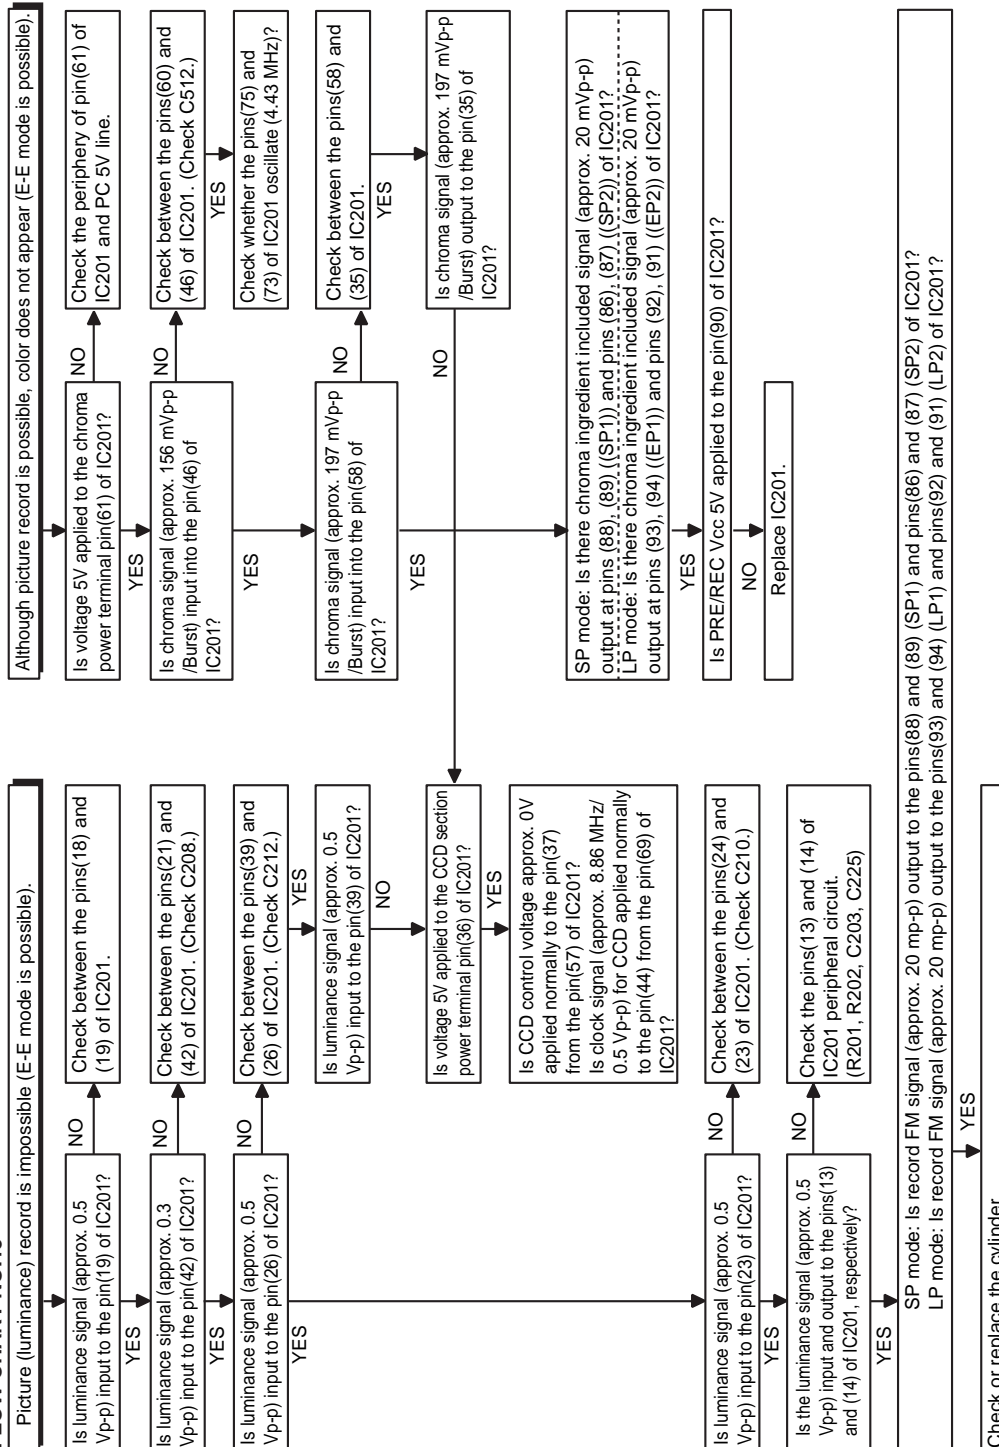 Picture (luminance) record is impossible (E-E mode is possible).
Is luminance signal (approx. 0.5
Vp-p) input to the pin(19) of IC201?
NO
Check between the pins(18) and
(19) of IC201.
YES
Is luminance signal (approx. 0.3
Vp-p) input to the pin(42) of IC201?
NO
Check between the pins(21) and
(42) of IC201. (Check C208.)
YES
Is luminance signal (approx. 0.5
Vp-p) input to the pin(26) of IC201?
NO
Check between the pins(39) and
(26) of IC201. (Check C212.)
YES
YES
Is luminance signal (approx. 0.5
Vp-p) input to the pin(39) of IC201?
NO
Is voltage 5V applied to the CCD section
power terminal pin(36) of IC201?
YES
Is CCD control voltage approx. 0V
applied normally to the pin(37)
from the pin(57) of IC201?
Is clock signal (approx. 8.86 MHz/
0.5 Vp-p) for CCD applied normally
to the pin(44) from the pin(69) of
IC201?
Is luminance signal (approx. 0.5
Vp-p) input to the pin(23) of IC201?
NO
Check between the pins(24) and
(23) of IC201. (Check C210.)
YES
Is the luminance signal (approx. 0.5
Vp-p) input and output to the pins(13)
and (14) of IC201, respectively?
NO
Check the pins(13) and (14) of
IC201 peripheral circuit.
(R201, R202, C203, C225)
YES
SP mode: Is record FM signal (approx. 20 mp-p) output to the pins(88) and (89) (SP1) and pins(86) and (87) (SP2) of IC201?
LP mode: Is record FM signal (approx. 20 mp-p) output to the pins(93) and (94) (LP1) and pins(92) and (91) (LP2) of IC201?
YES
Check or replace the cylinder
Although picture record is possible, color does not appear (E-E mode is possible).
Is voltage 5V applied to the chroma
power terminal pin(61) of IC201?
NO
Check the periphery of pin(61) of
IC201 and PC 5V line.
YES
Is chroma signal (approx. 156 mVp-p
/Burst) input into the pin(46) of
IC201?
NO
Check between the pins(60) and
(46) of IC201. (Check C512.)
YES
Check whether the pins(75) and
(73) of IC201 oscillate (4.43 MHz)?
YES
Is chroma signal (approx. 197 mVp-p
/Burst) input into the pin(58) of
IC201?
NO
Check between the pins(58) and
(35) of IC201.
YES
Is chroma signal (approx. 197 mVp-p
/Burst) output to the pin(35) of
IC201?
NO
YES
SP mode: Is there chroma ingredient included signal (approx. 20 mVp-p)
output at pins (88), (89) ((SP1)) and pins (86), (87) ((SP2)) of IC201?
LP mode: Is there chroma ingredient included signal (approx. 20 mVp-p)
output at pins (93), (94) ((EP1)) and pins (92), (91) ((EP2)) of IC201?
YES
Is PRE/REC Vcc 5V applied to the pin(90) of IC201?
NO
Replace IC201.